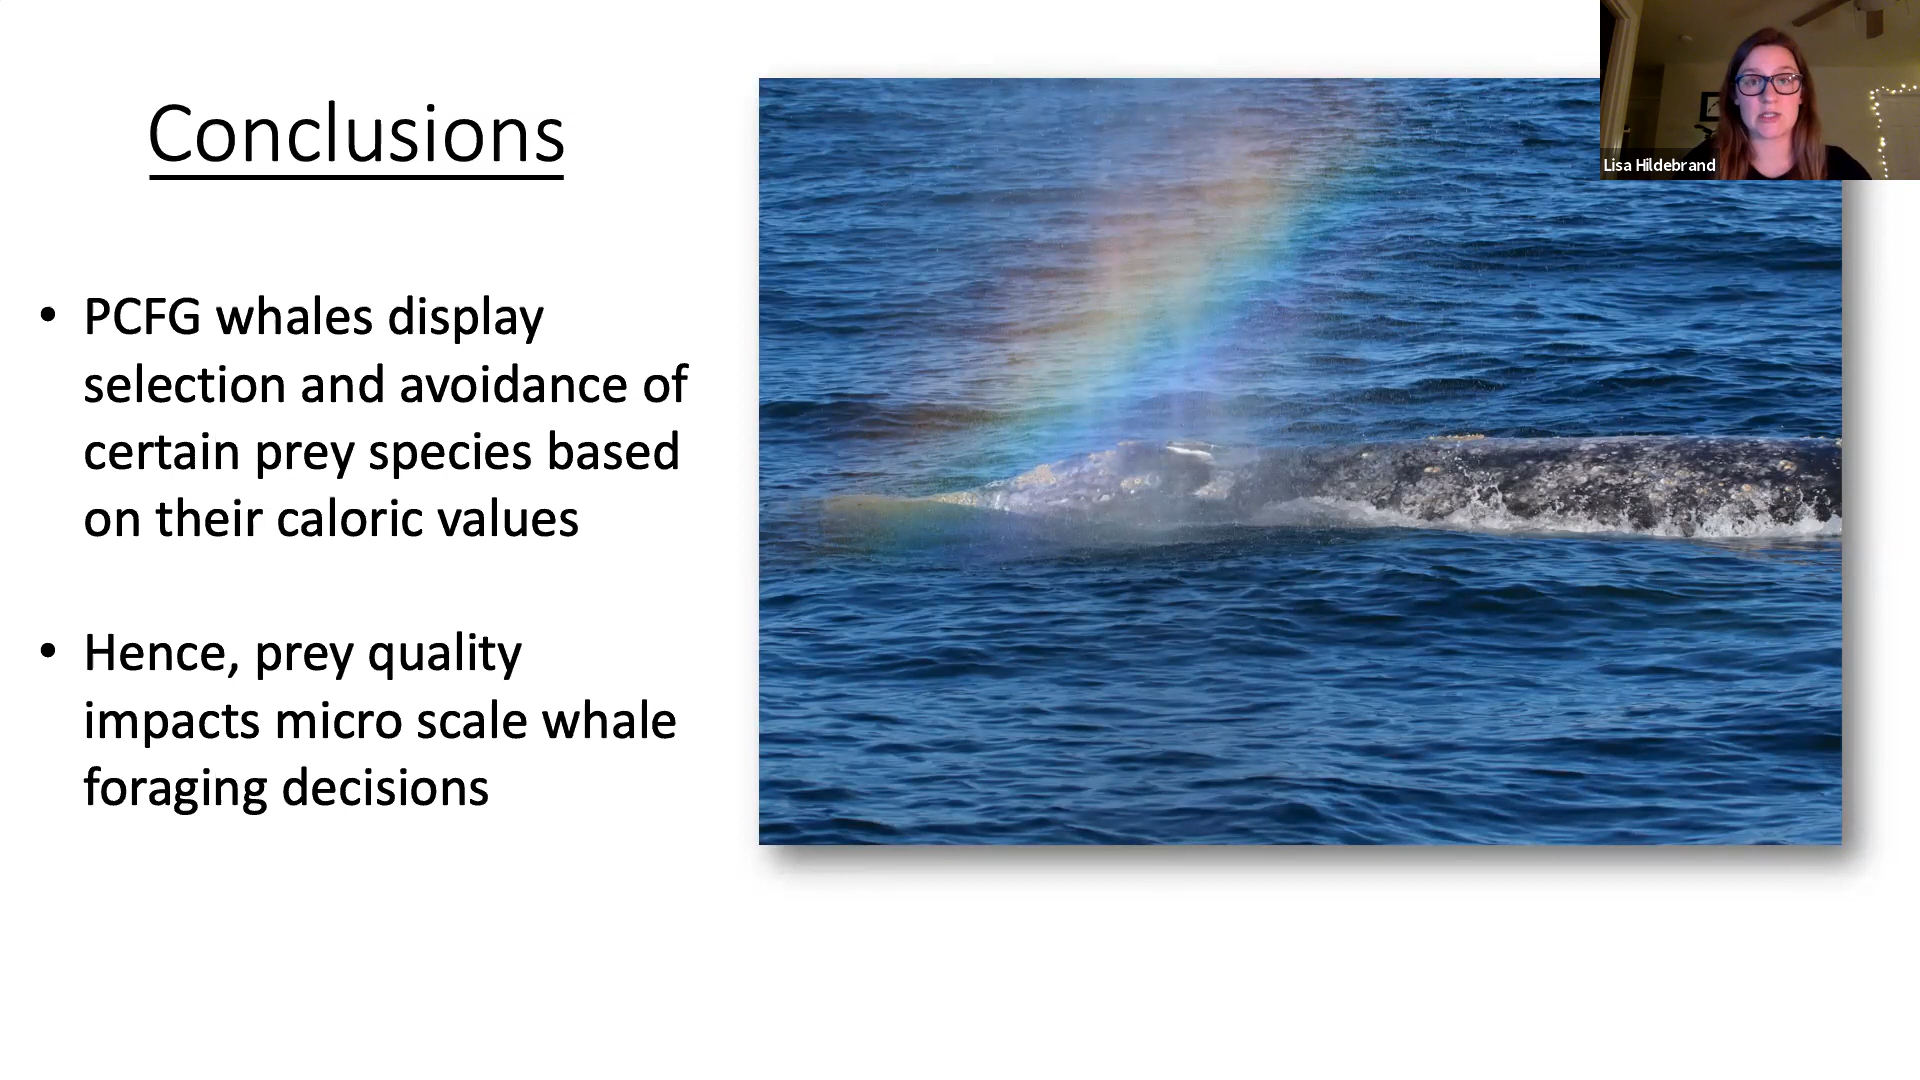 Conclusions
Lisa Hildebrand
• PCFG whales display
selection and avoidance of
certain prey species based
on their caloric values
• Hence, prey quality
impacts micro scale whale
foraging decisions